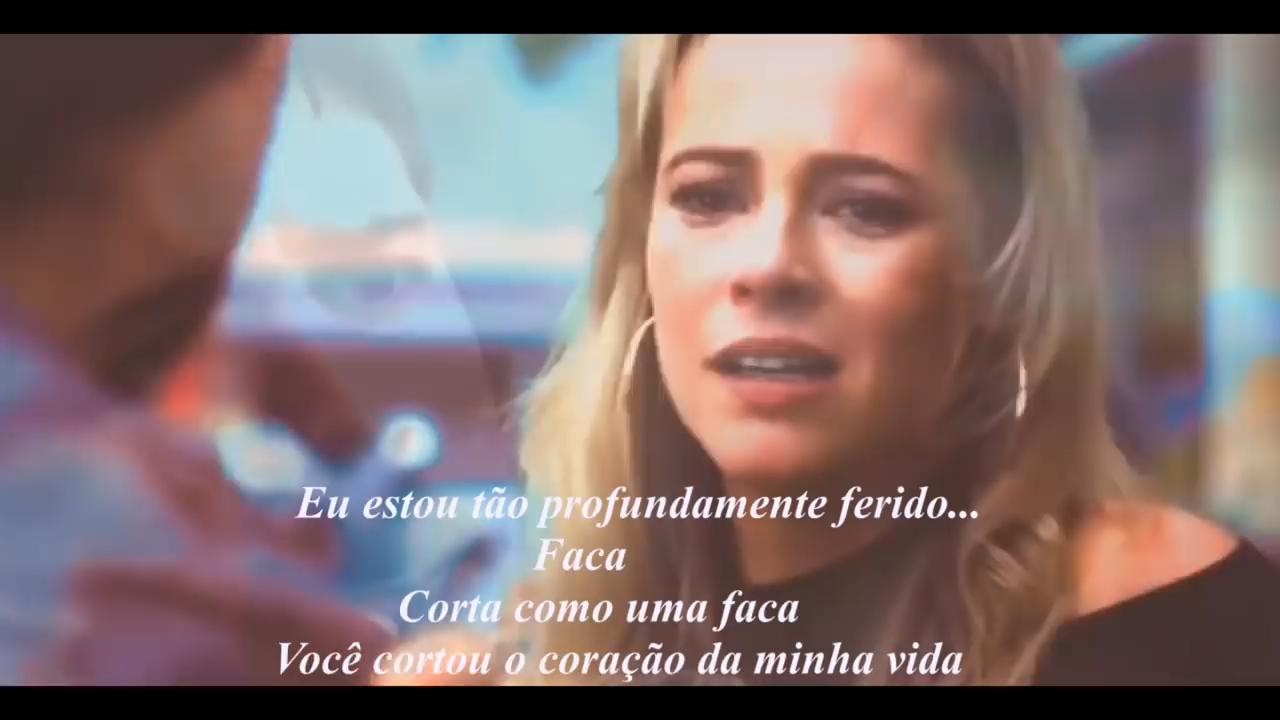 Eu estou tão profundamente ferido...
Faca
Corta como uma faca
Você cortou o coração da minha vida